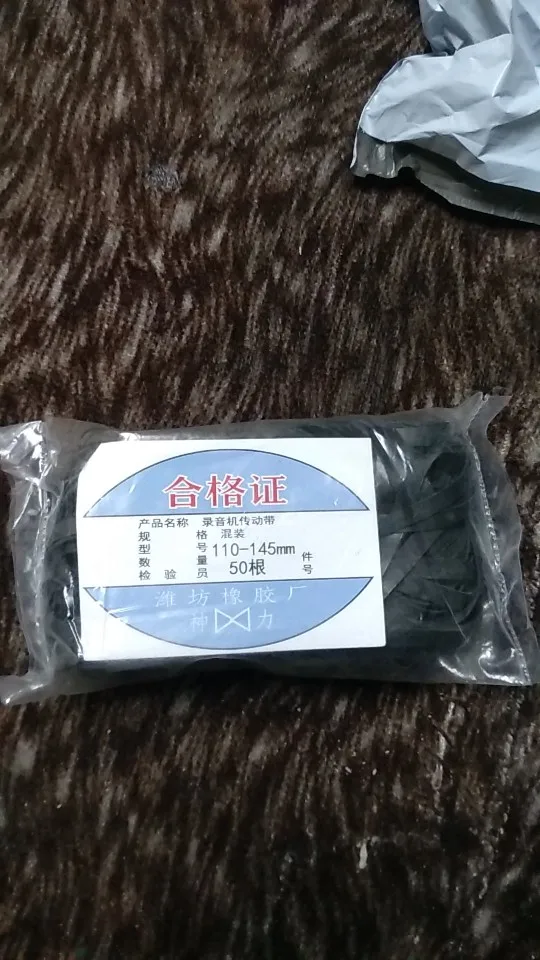 合格证
产品名称 录音机传动带
规格 混装
型号 110-145mm
数量 50根 件
检验员 号
潍坊橡胶厂
神 力